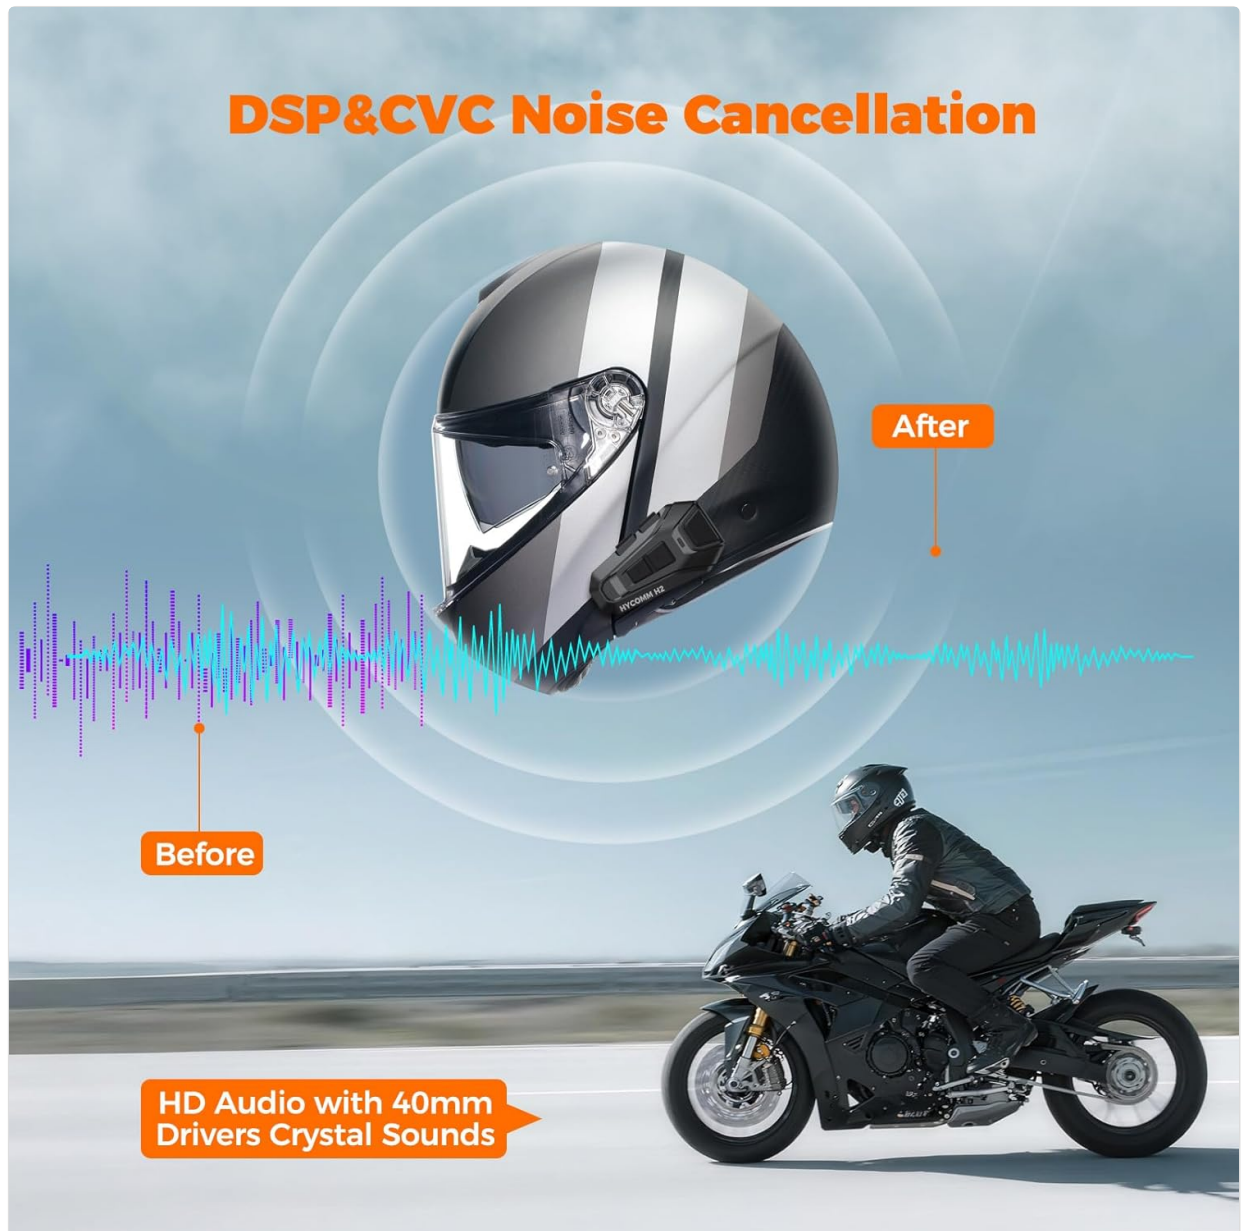 DSP&CVC Noise Cancellation
After
HYCOMM H2
Before
HD Audio with 40mm
Drivers Crystal Sounds